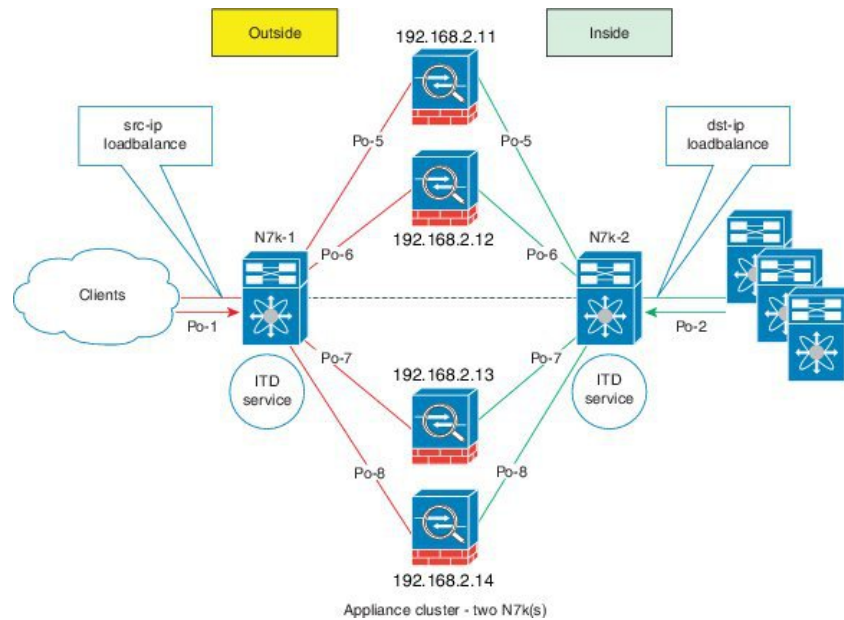 Outside
192.168.2.11
Inside
src-ip
loadbalance
dst-ip
loadbalance
Po-5
Po-5
N7k-1
192.168.2.12
N7k-2
Po-6
Po-6
Clients
Po-1
Po-2
ITD
service
Po-7
192.168.2.13
Po-7
ITD
service
Po-8
Po-8
192.168.2.14
Appliance cluster - two N7k(s)